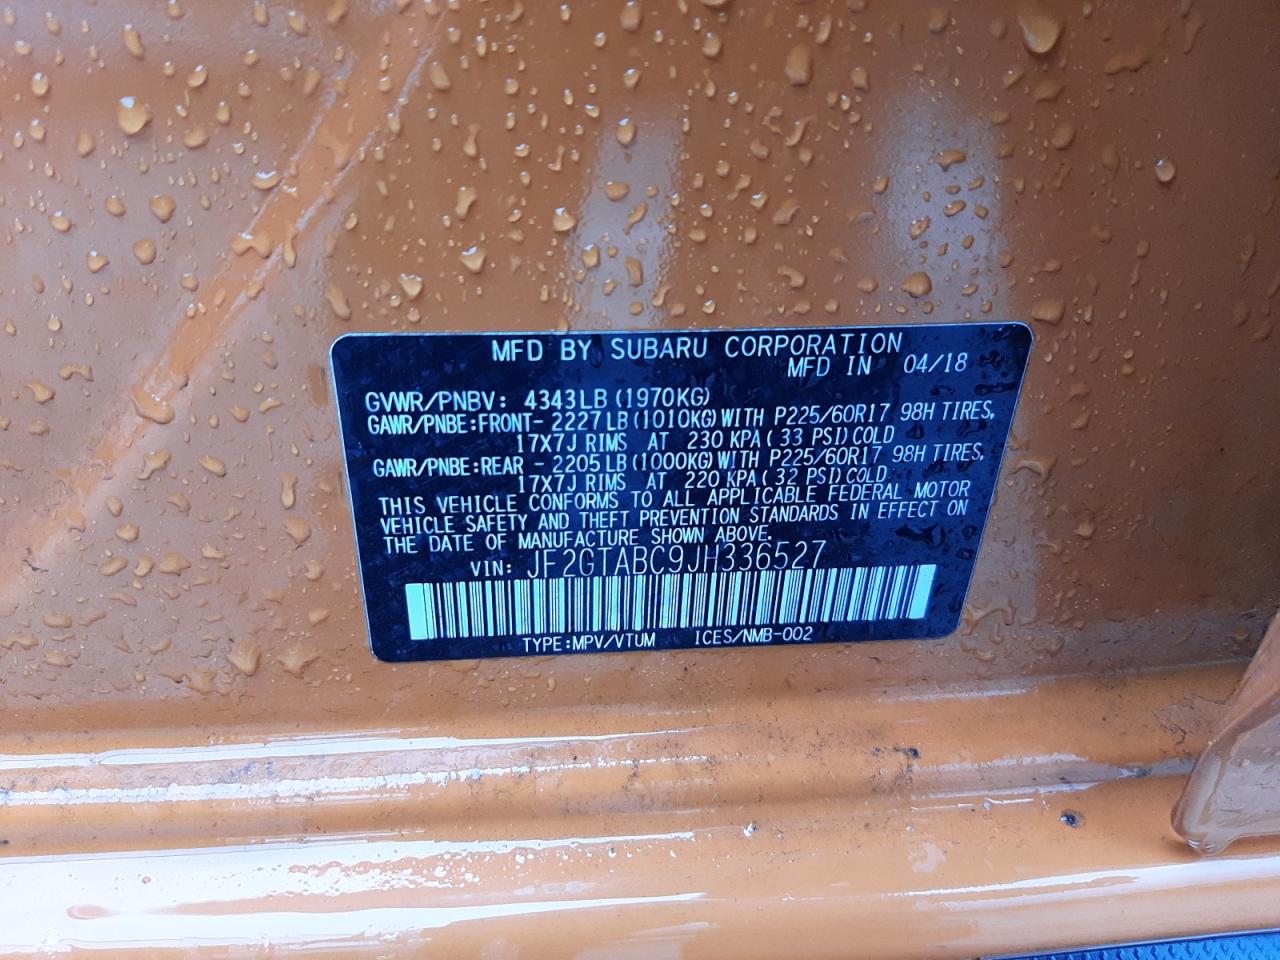 MFD BY SUBARU CORPORATION
MFD IN 04/18
GVWR/PNBV: 4343LB(1970KG)
GAWR/PNBE:FRONT- 2227LB(1010KG)WITH P225/60R17 98H TIRES,
17X7J RIMS AT 230 KPA(33 PSI)COLD
GAWR/PNBE:REAR - 2205LB(1000KG)WITH P225/60R17 98H TIRES,
17X7J RIMS AT 220 KPA(32 PSI)COLD
THIS VEHICLE CONFORMS TO ALL APPLICABLE FEDERAL MOTOR
VEHICLE SAFETY AND THEFT PREVENTION STANDARDS IN EFFECT ON
THE DATE OF MANUFACTURE SHOWN ABOVE.
VIN: JF2GTABC9JH336527
TYPE:MPV/VTUM ICES/NMB-002